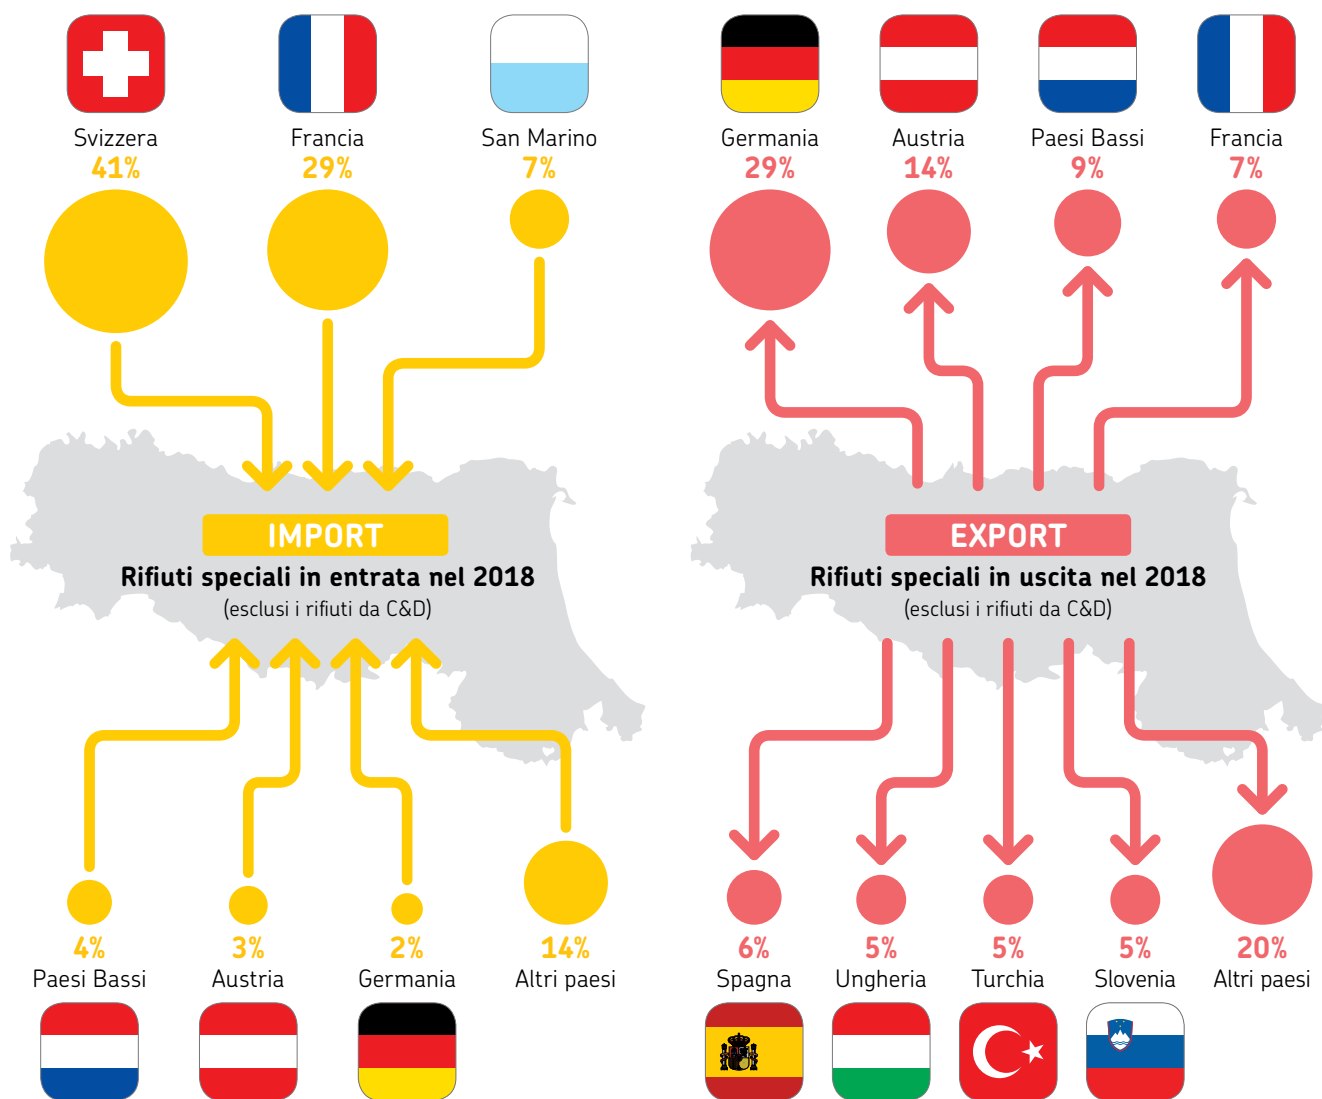 Svizzera
41%
Francia
29%
San Marino
7%
IMPORT
Rifiuti speciali in entrata nel 2018
(esclusi i rifiuti da C&D)
4%
Paesi Bassi
3%
Austria
2%
Germania
14%
Altri paesi
Germania
29%
Austria
14%
Paesi Bassi
9%
Francia
7%
EXPORT
Rifiuti speciali in uscita nel 2018
(esclusi i rifiuti da C&D)
6%
Spagna
5%
Ungheria
5%
Turchia
5%
Slovenia
20%
Altri paesi